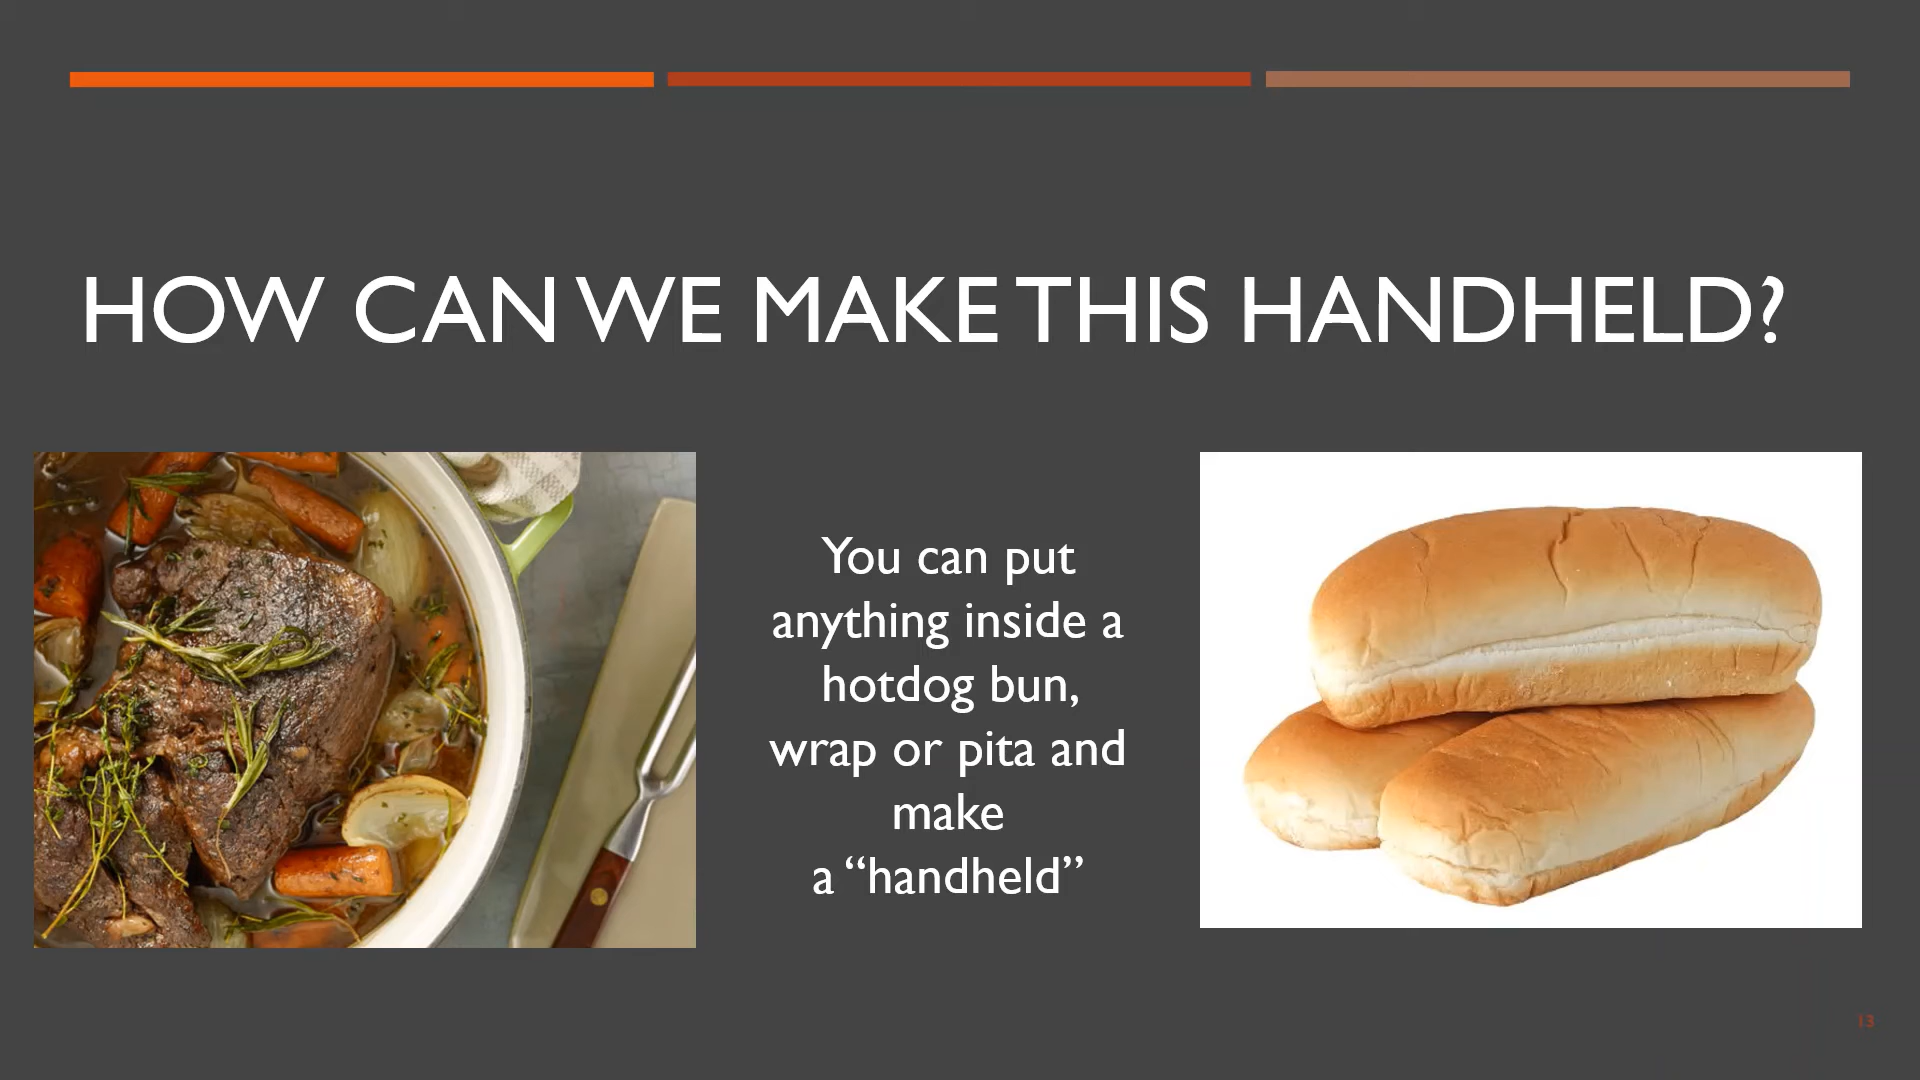 HOW CAN WE MAKE THIS HANDHELD?
You can put
anything inside a
hotdog bun,
wrap or pita and
make
a “handheld”
13